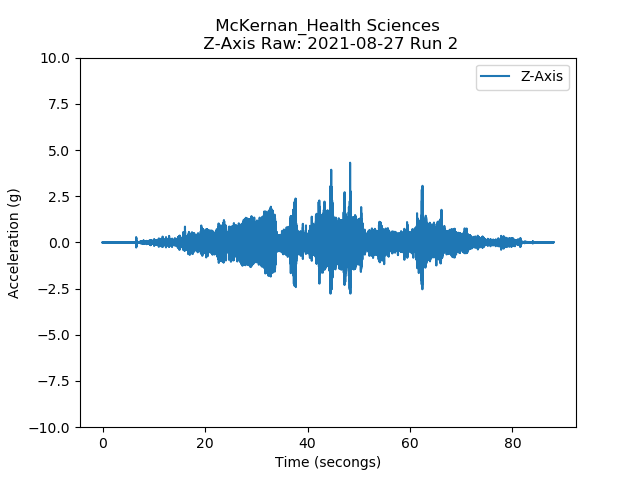 McKernan_Health Sciences
Z-Axis Raw: 2021-08-27 Run 2
Z-Axis
10.0
7.5
5.0
2.5
0.0
−2.5
−5.0
−7.5
−10.0
Acceleration (g)
0
20
40
60
80
Time (secongs)